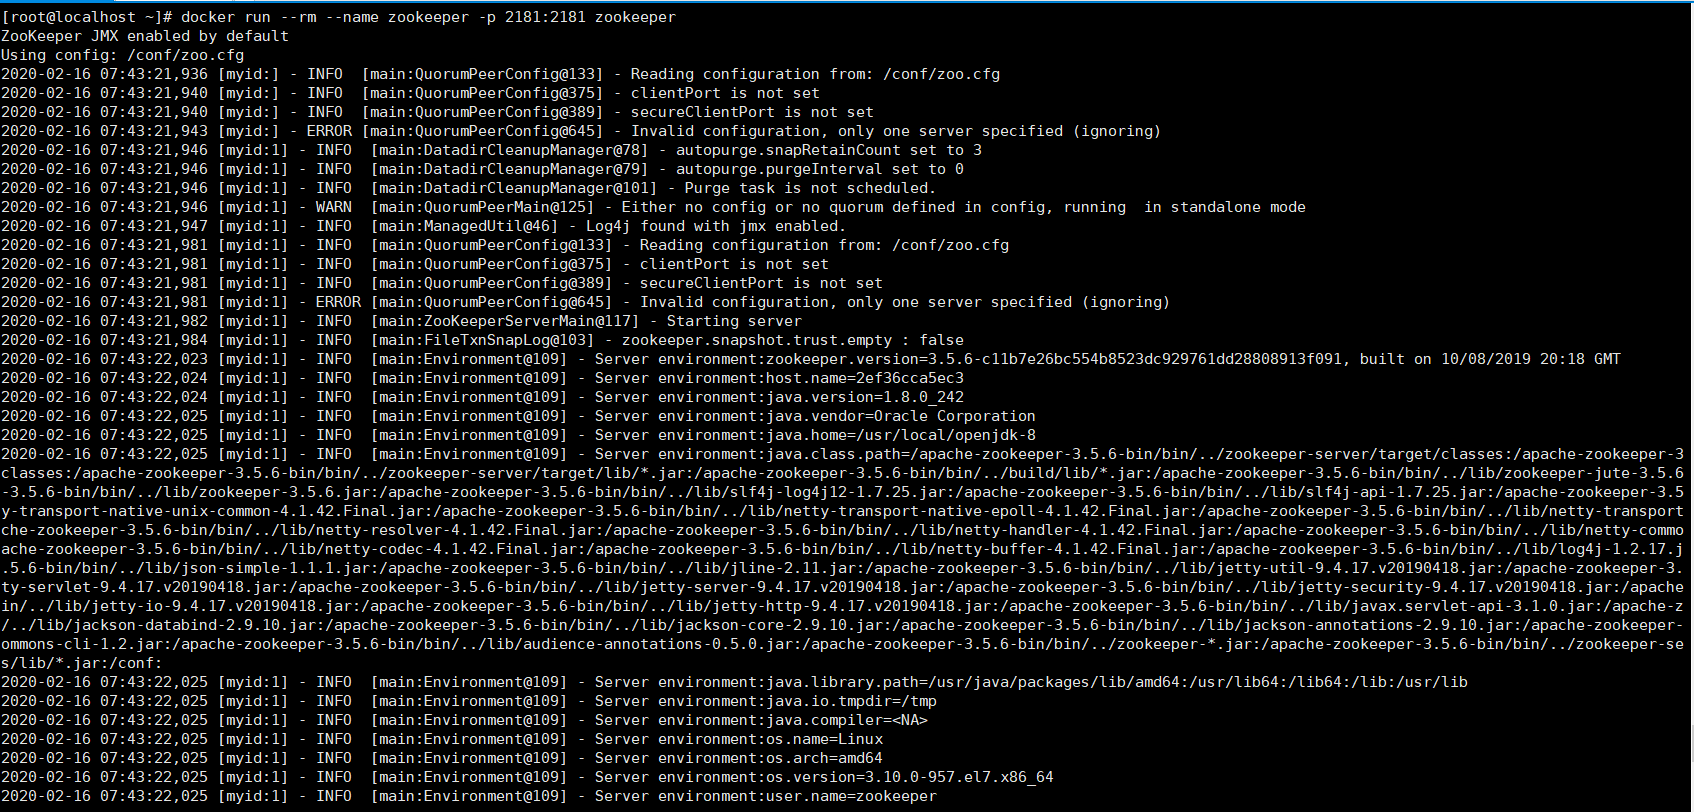 [root@localhost ~]# docker run --rm --name zookeeper -p 2181:2181 zookeeper
ZooKeeper JMX enabled by default
Using config: /conf/zoo.cfg
2020-02-16 07:43:21,936 [myid:] - INFO  [main:QuorumPeerConfig@133] - Reading configuration from: /conf/zoo.cfg
2020-02-16 07:43:21,940 [myid:] - INFO  [main:QuorumPeerConfig@375] - clientPort is not set
2020-02-16 07:43:21,940 [myid:] - INFO  [main:QuorumPeerConfig@389] - secureClientPort is not set
2020-02-16 07:43:21,943 [myid:] - ERROR [main:QuorumPeerConfig@645] - Invalid configuration, only one server specified (ignoring)
2020-02-16 07:43:21,946 [myid:1] - INFO  [main:DatadirCleanupManager@78] - autopurge.snapRetainCount set to 3
2020-02-16 07:43:21,946 [myid:1] - INFO  [main:DatadirCleanupManager@79] - autopurge.purgeInterval set to 0
2020-02-16 07:43:21,946 [myid:1] - INFO  [main:DatadirCleanupManager@101] - Purge task is not scheduled.
2020-02-16 07:43:21,946 [myid:1] - WARN  [main:QuorumPeerMain@125] - Either no config or no quorum defined in config, running  in standalone mode
2020-02-16 07:43:21,947 [myid:1] - INFO  [main:ManagedUtil@46] - Log4j found with jmx enabled.
2020-02-16 07:43:21,981 [myid:1] - INFO  [main:QuorumPeerConfig@133] - Reading configuration from: /conf/zoo.cfg
2020-02-16 07:43:21,981 [myid:1] - INFO  [main:QuorumPeerConfig@375] - clientPort is not set
2020-02-16 07:43:21,981 [myid:1] - INFO  [main:QuorumPeerConfig@389] - secureClientPort is not set
2020-02-16 07:43:21,981 [myid:1] - ERROR [main:QuorumPeerConfig@645] - Invalid configuration, only one server specified (ignoring)
2020-02-16 07:43:21,982 [myid:1] - INFO  [main:ZooKeeperServerMain@117] - Starting server
2020-02-16 07:43:21,984 [myid:1] - INFO  [main:FileTxnSnapLog@103] - zookeeper.snapshot.trust.empty : false
2020-02-16 07:43:22,023 [myid:1] - INFO  [main:Environment@109] - Server environment:zookeeper.version=3.5.6-c11b7e26bc554b8523dc929761dd28808913f091, built on 10/08/2019 20:18 GMT
2020-02-16 07:43:22,024 [myid:1] - INFO  [main:Environment@109] - Server environment:host.name=2ef36cca5ec3
2020-02-16 07:43:22,024 [myid:1] - INFO  [main:Environment@109] - Server environment:java.version=1.8.0_242
2020-02-16 07:43:22,025 [myid:1] - INFO  [main:Environment@109] - Server environment:java.vendor=Oracle Corporation
2020-02-16 07:43:22,025 [myid:1] - INFO  [main:Environment@109] - Server environment:java.home=/usr/local/openjdk-8
2020-02-16 07:43:22,025 [myid:1] - INFO  [main:Environment@109] - Server environment:java.class.path=/apache-zookeeper-3.5.6-bin/bin/../zookeeper-server/target/classes:/apache-zookeeper-3
classes:/apache-zookeeper-3.5.6-bin/bin/../zookeeper-server/target/lib/*.jar:/apache-zookeeper-3.5.6-bin/bin/../build/lib/*.jar:/apache-zookeeper-3.5.6-bin/bin/../lib/zookeeper-jute-3.5.6
-3.5.6-bin/bin/../lib/zookeeper-3.5.6.jar:/apache-zookeeper-3.5.6-bin/bin/../lib/slf4j-log4j12-1.7.25.jar:/apache-zookeeper-3.5.6-bin/bin/../lib/slf4j-api-1.7.25.jar:/apache-zookeeper-3.5
y-transport-native-unix-common-4.1.42.Final.jar:/apache-zookeeper-3.5.6-bin/bin/../lib/netty-transport-native-epoll-4.1.42.Final.jar:/apache-zookeeper-3.5.6-bin/bin/../lib/netty-transport
che-zookeeper-3.5.6-bin/bin/../lib/netty-resolver-4.1.42.Final.jar:/apache-zookeeper-3.5.6-bin/bin/../lib/netty-handler-4.1.42.Final.jar:/apache-zookeeper-3.5.6-bin/bin/../lib/netty-commo
ache-zookeeper-3.5.6-bin/bin/../lib/netty-codec-4.1.42.Final.jar:/apache-zookeeper-3.5.6-bin/bin/../lib/netty-buffer-4.1.42.Final.jar:/apache-zookeeper-3.5.6-bin/bin/../lib/log4j-1.2.17.j
.5.6-bin/bin/../lib/json-simple-1.1.1.jar:/apache-zookeeper-3.5.6-bin/bin/../lib/jline-2.11.jar:/apache-zookeeper-3.5.6-bin/bin/../lib/jetty-util-9.4.17.v20190418.jar:/apache-zookeeper-3.
ty-servlet-9.4.17.v20190418.jar:/apache-zookeeper-3.5.6-bin/bin/../lib/jetty-server-9.4.17.v20190418.jar:/apache-zookeeper-3.5.6-bin/bin/../lib/jetty-security-9.4.17.v20190418.jar:/apache
in/../lib/jetty-io-9.4.17.v20190418.jar:/apache-zookeeper-3.5.6-bin/bin/../lib/jetty-http-9.4.17.v20190418.jar:/apache-zookeeper-3.5.6-bin/bin/../lib/javax.servlet-api-3.1.0.jar:/apache-z
/../lib/jackson-databind-2.9.10.jar:/apache-zookeeper-3.5.6-bin/bin/../lib/jackson-core-2.9.10.jar:/apache-zookeeper-3.5.6-bin/bin/../lib/jackson-annotations-2.9.10.jar:/apache-zookeeper-
ommons-cli-1.2.jar:/apache-zookeeper-3.5.6-bin/bin/../lib/audience-annotations-0.5.0.jar:/apache-zookeeper-3.5.6-bin/bin/../zookeeper-*.jar:/apache-zookeeper-3.5.6-bin/bin/../zookeeper-se
s/lib/*.jar:/conf:
2020-02-16 07:43:22,025 [myid:1] - INFO  [main:Environment@109] - Server environment:java.library.path=/usr/java/packages/lib/amd64:/usr/lib64:/lib64:/lib:/usr/lib
2020-02-16 07:43:22,025 [myid:1] - INFO  [main:Environment@109] - Server environment:java.io.tmpdir=/tmp
2020-02-16 07:43:22,025 [myid:1] - INFO  [main:Environment@109] - Server environment:java.compiler=<NA>
2020-02-16 07:43:22,025 [myid:1] - INFO  [main:Environment@109] - Server environment:os.name=Linux
2020-02-16 07:43:22,025 [myid:1] - INFO  [main:Environment@109] - Server environment:os.arch=amd64
2020-02-16 07:43:22,025 [myid:1] - INFO  [main:Environment@109] - Server environment:os.version=3.10.0-957.el7.x86_64
2020-02-16 07:43:22,025 [myid:1] - INFO  [main:Environment@109] - Server environment:user.name=zookeeper